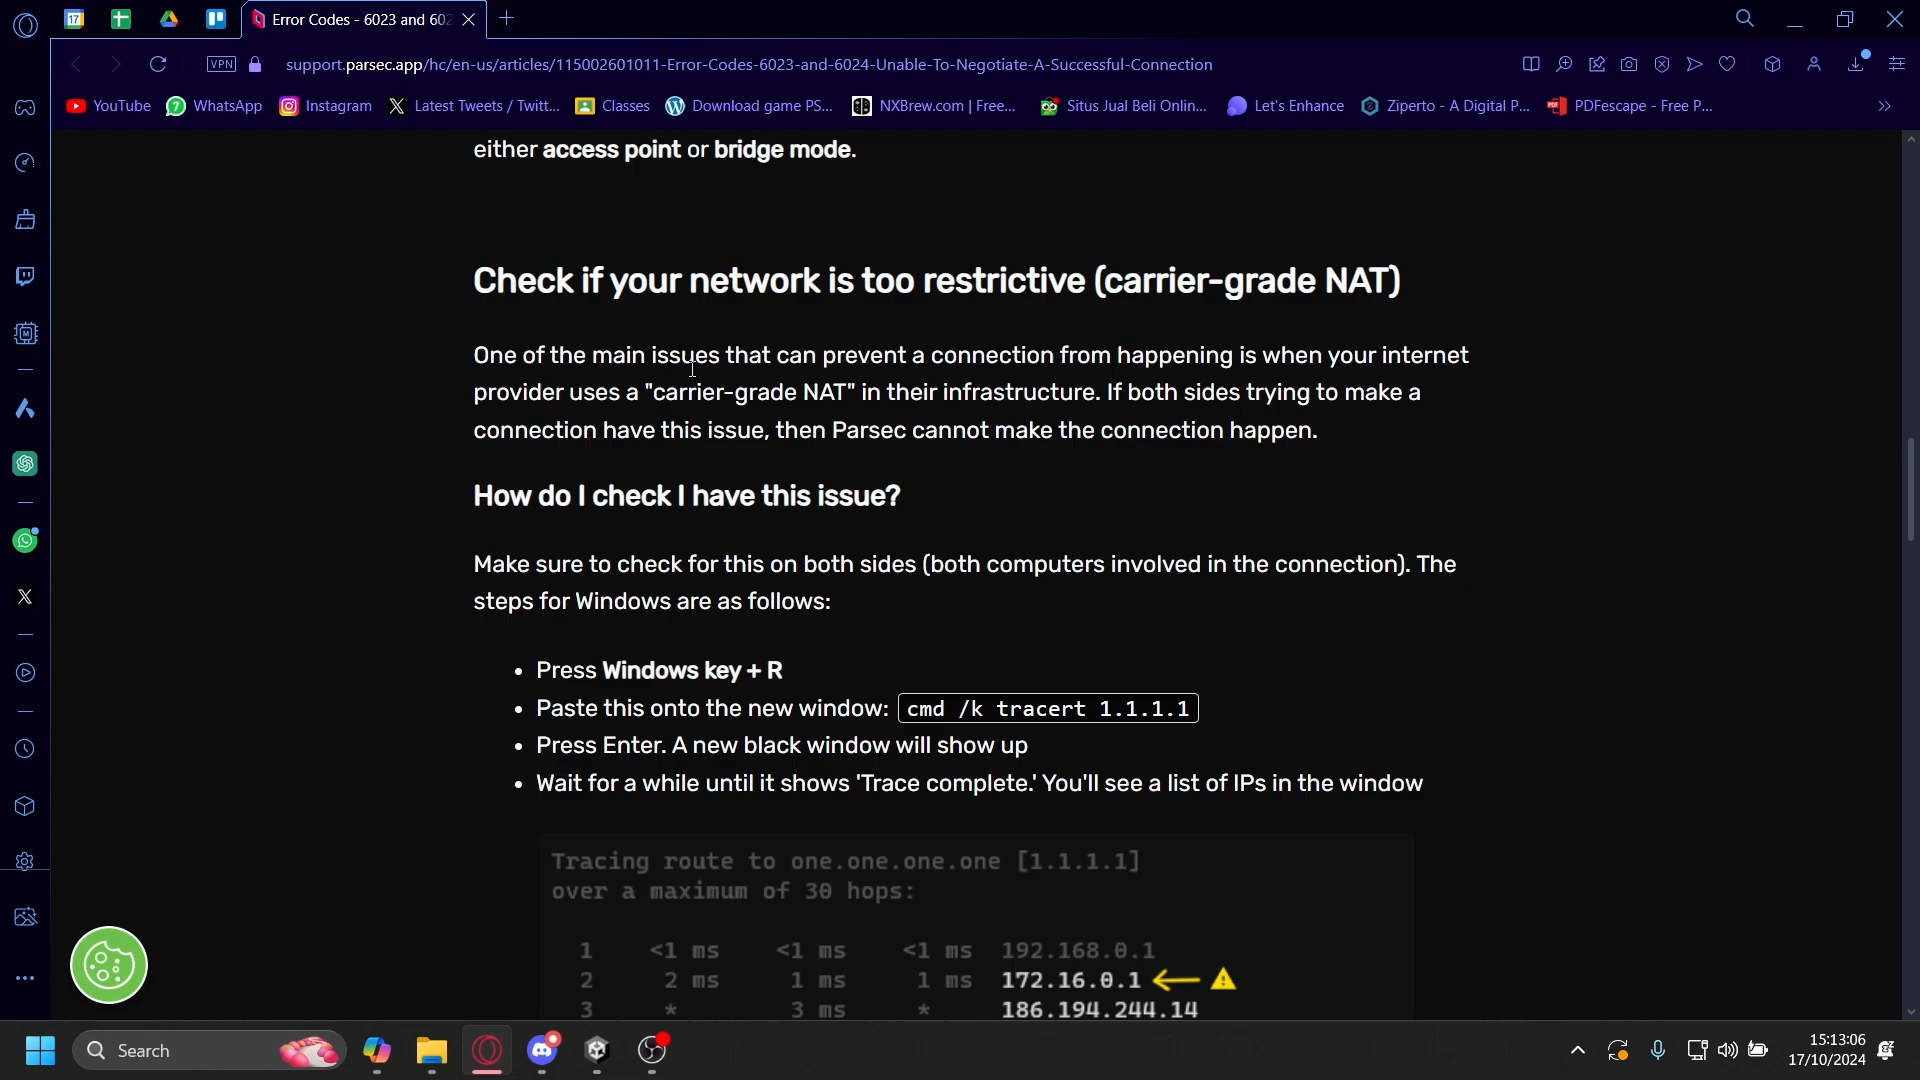 Error Codes - 6023 and 602
VPN
support.parsec.app/hc/en-us/articles/115002601011-Error-Codes-6023-and-6024-Unable-To-Negotiate-A-Successful-Connection
YouTube
WhatsApp
Instagram
Latest Tweets / Twitt...
Classes
Download game PS...
NXBrew.com | Free...
Situs Jual Beli Onlin...
Let's Enhance
Ziperto - A Digital P...
PDFescape - Free P...
either access point or bridge mode.
Check if your network is too restrictive (carrier-grade NAT)
One of the main issues that can prevent a connection from happening is when your internet
provider uses a "carrier-grade NAT" in their infrastructure. If both sides trying to make a
connection have this issue, then Parsec cannot make the connection happen.
How do I check I have this issue?
Make sure to check for this on both sides (both computers involved in the connection). The
steps for Windows are as follows:
• Press Windows key + R
• Paste this onto the new window: cmd /k tracert 1.1.1.1
• Press Enter. A new black window will show up
• Wait for a while until it shows 'Trace complete.' You'll see a list of IPs in the window
Tracing route to one.one.one.one [1.1.1.1]
over a maximum of 30 hops:
1 <1 ms <1 ms <1 ms 192.168.0.1
2 2 ms 1 ms 1 ms 172.16.0.1
3 * 3 ms * 186.194.244.14
Search
15:13:06
17/10/2024